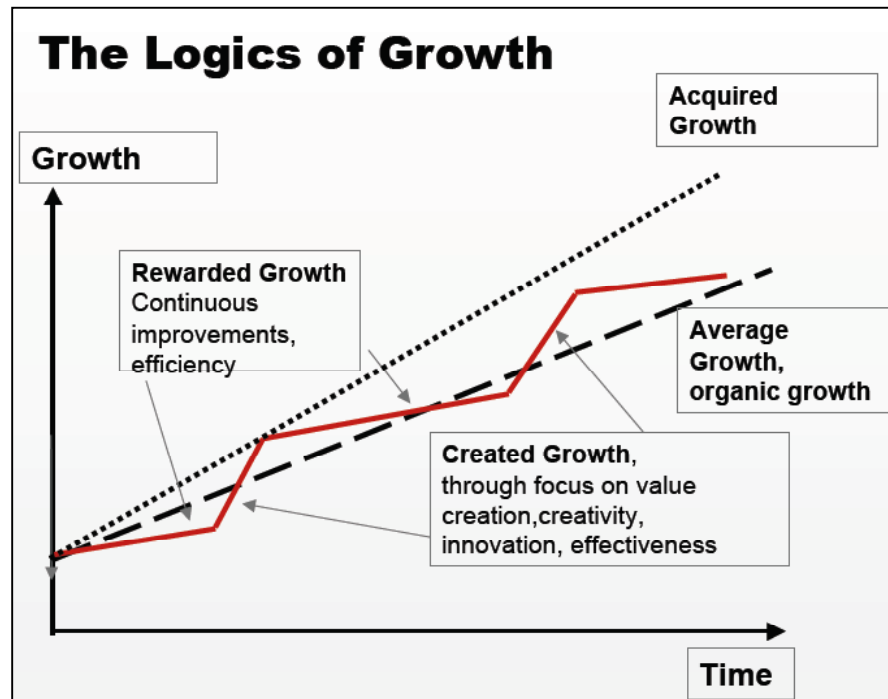 The Logics of Growth
Acquired
Growth
Growth
Rewarded Growth
Continuous
improvements,
efficiency
Average
Growth,
organic growth
Created Growth,
through focus on value
creation,creativity,
innovation, effectiveness
Time